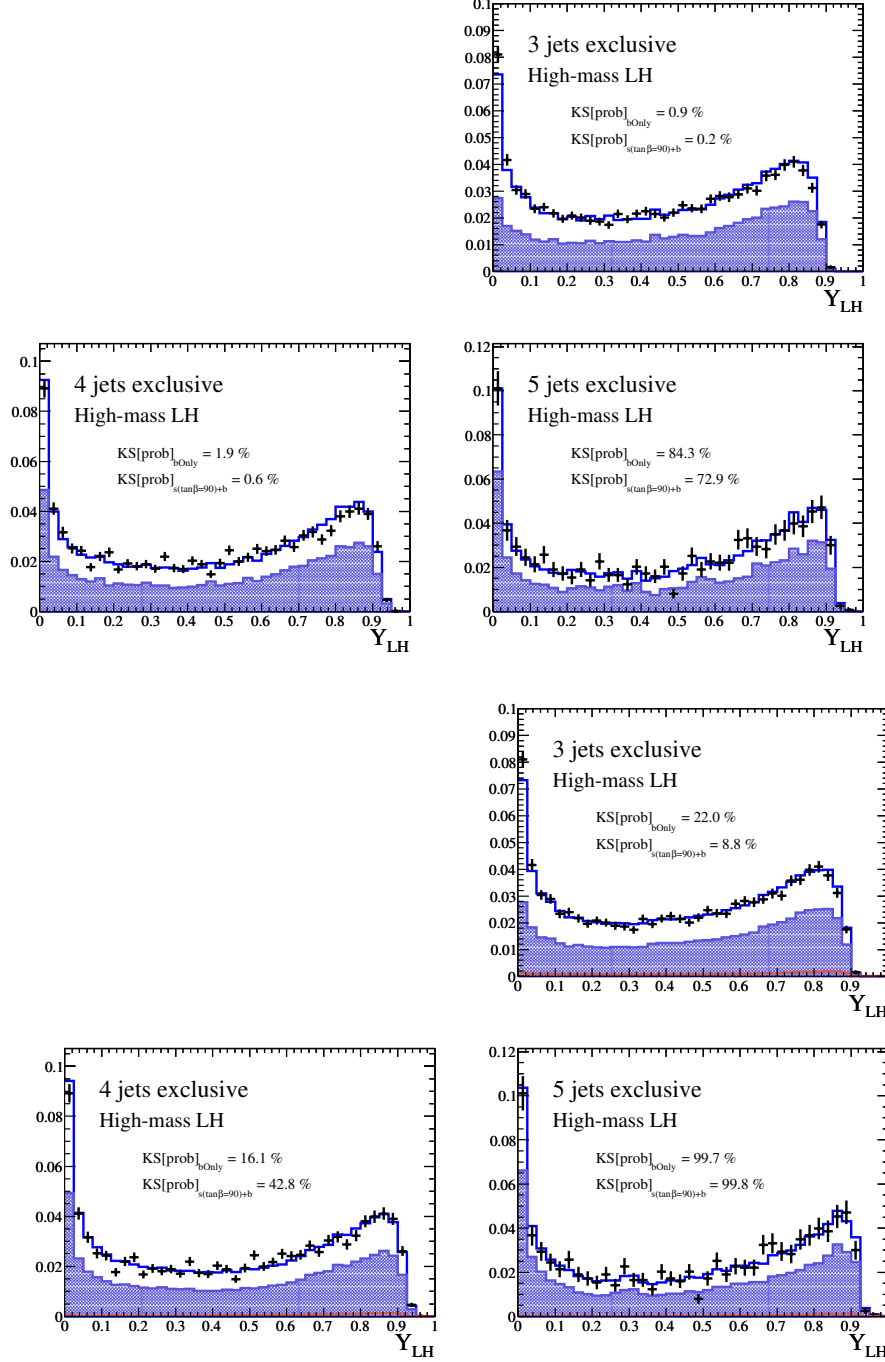 0.1
0.09
0.08
0.07
0.06
0.05
0.04
0.03
0.02
0.01
0
3 jets exclusive
High-mass LH
KS[prob]bOnly = 0.9 %
KS[prob]s(tanβ=90)+b = 0.2 %
0 0.1 0.2 0.3 0.4 0.5 0.6 0.7 0.8 0.9 1
YLH
0.1
0.08
0.06
0.04
0.02
0
4 jets exclusive
High-mass LH
KS[prob]bOnly = 1.9 %
KS[prob]s(tanβ=90)+b = 0.6 %
0 0.1 0.2 0.3 0.4 0.5 0.6 0.7 0.8 0.9 1
YLH
0.12
0.1
0.08
0.06
0.04
0.02
0
5 jets exclusive
High-mass LH
KS[prob]bOnly = 84.3 %
KS[prob]s(tanβ=90)+b = 72.9 %
0 0.1 0.2 0.3 0.4 0.5 0.6 0.7 0.8 0.9 1
YLH
0.1
0.09
0.08
0.07
0.06
0.05
0.04
0.03
0.02
0.01
0
3 jets exclusive
High-mass LH
KS[prob]bOnly = 22.0 %
KS[prob]s(tanβ=90)+b = 8.8 %
0 0.1 0.2 0.3 0.4 0.5 0.6 0.7 0.8 0.9
YLH
0.1
0.08
0.06
0.04
0.02
0
4 jets exclusive
High-mass LH
KS[prob]bOnly = 16.1 %
KS[prob]s(tanβ=90)+b = 42.8 %
0 0.1 0.2 0.3 0.4 0.5 0.6 0.7 0.8 0.9 1
YLH
0.12
0.1
0.08
0.06
0.04
0.02
0
5 jets exclusive
High-mass LH
KS[prob]bOnly = 99.7 %
KS[prob]s(tanβ=90)+b = 99.8 %
0 0.1 0.2 0.3 0.4 0.5 0.6 0.7 0.8 0.9
YLH